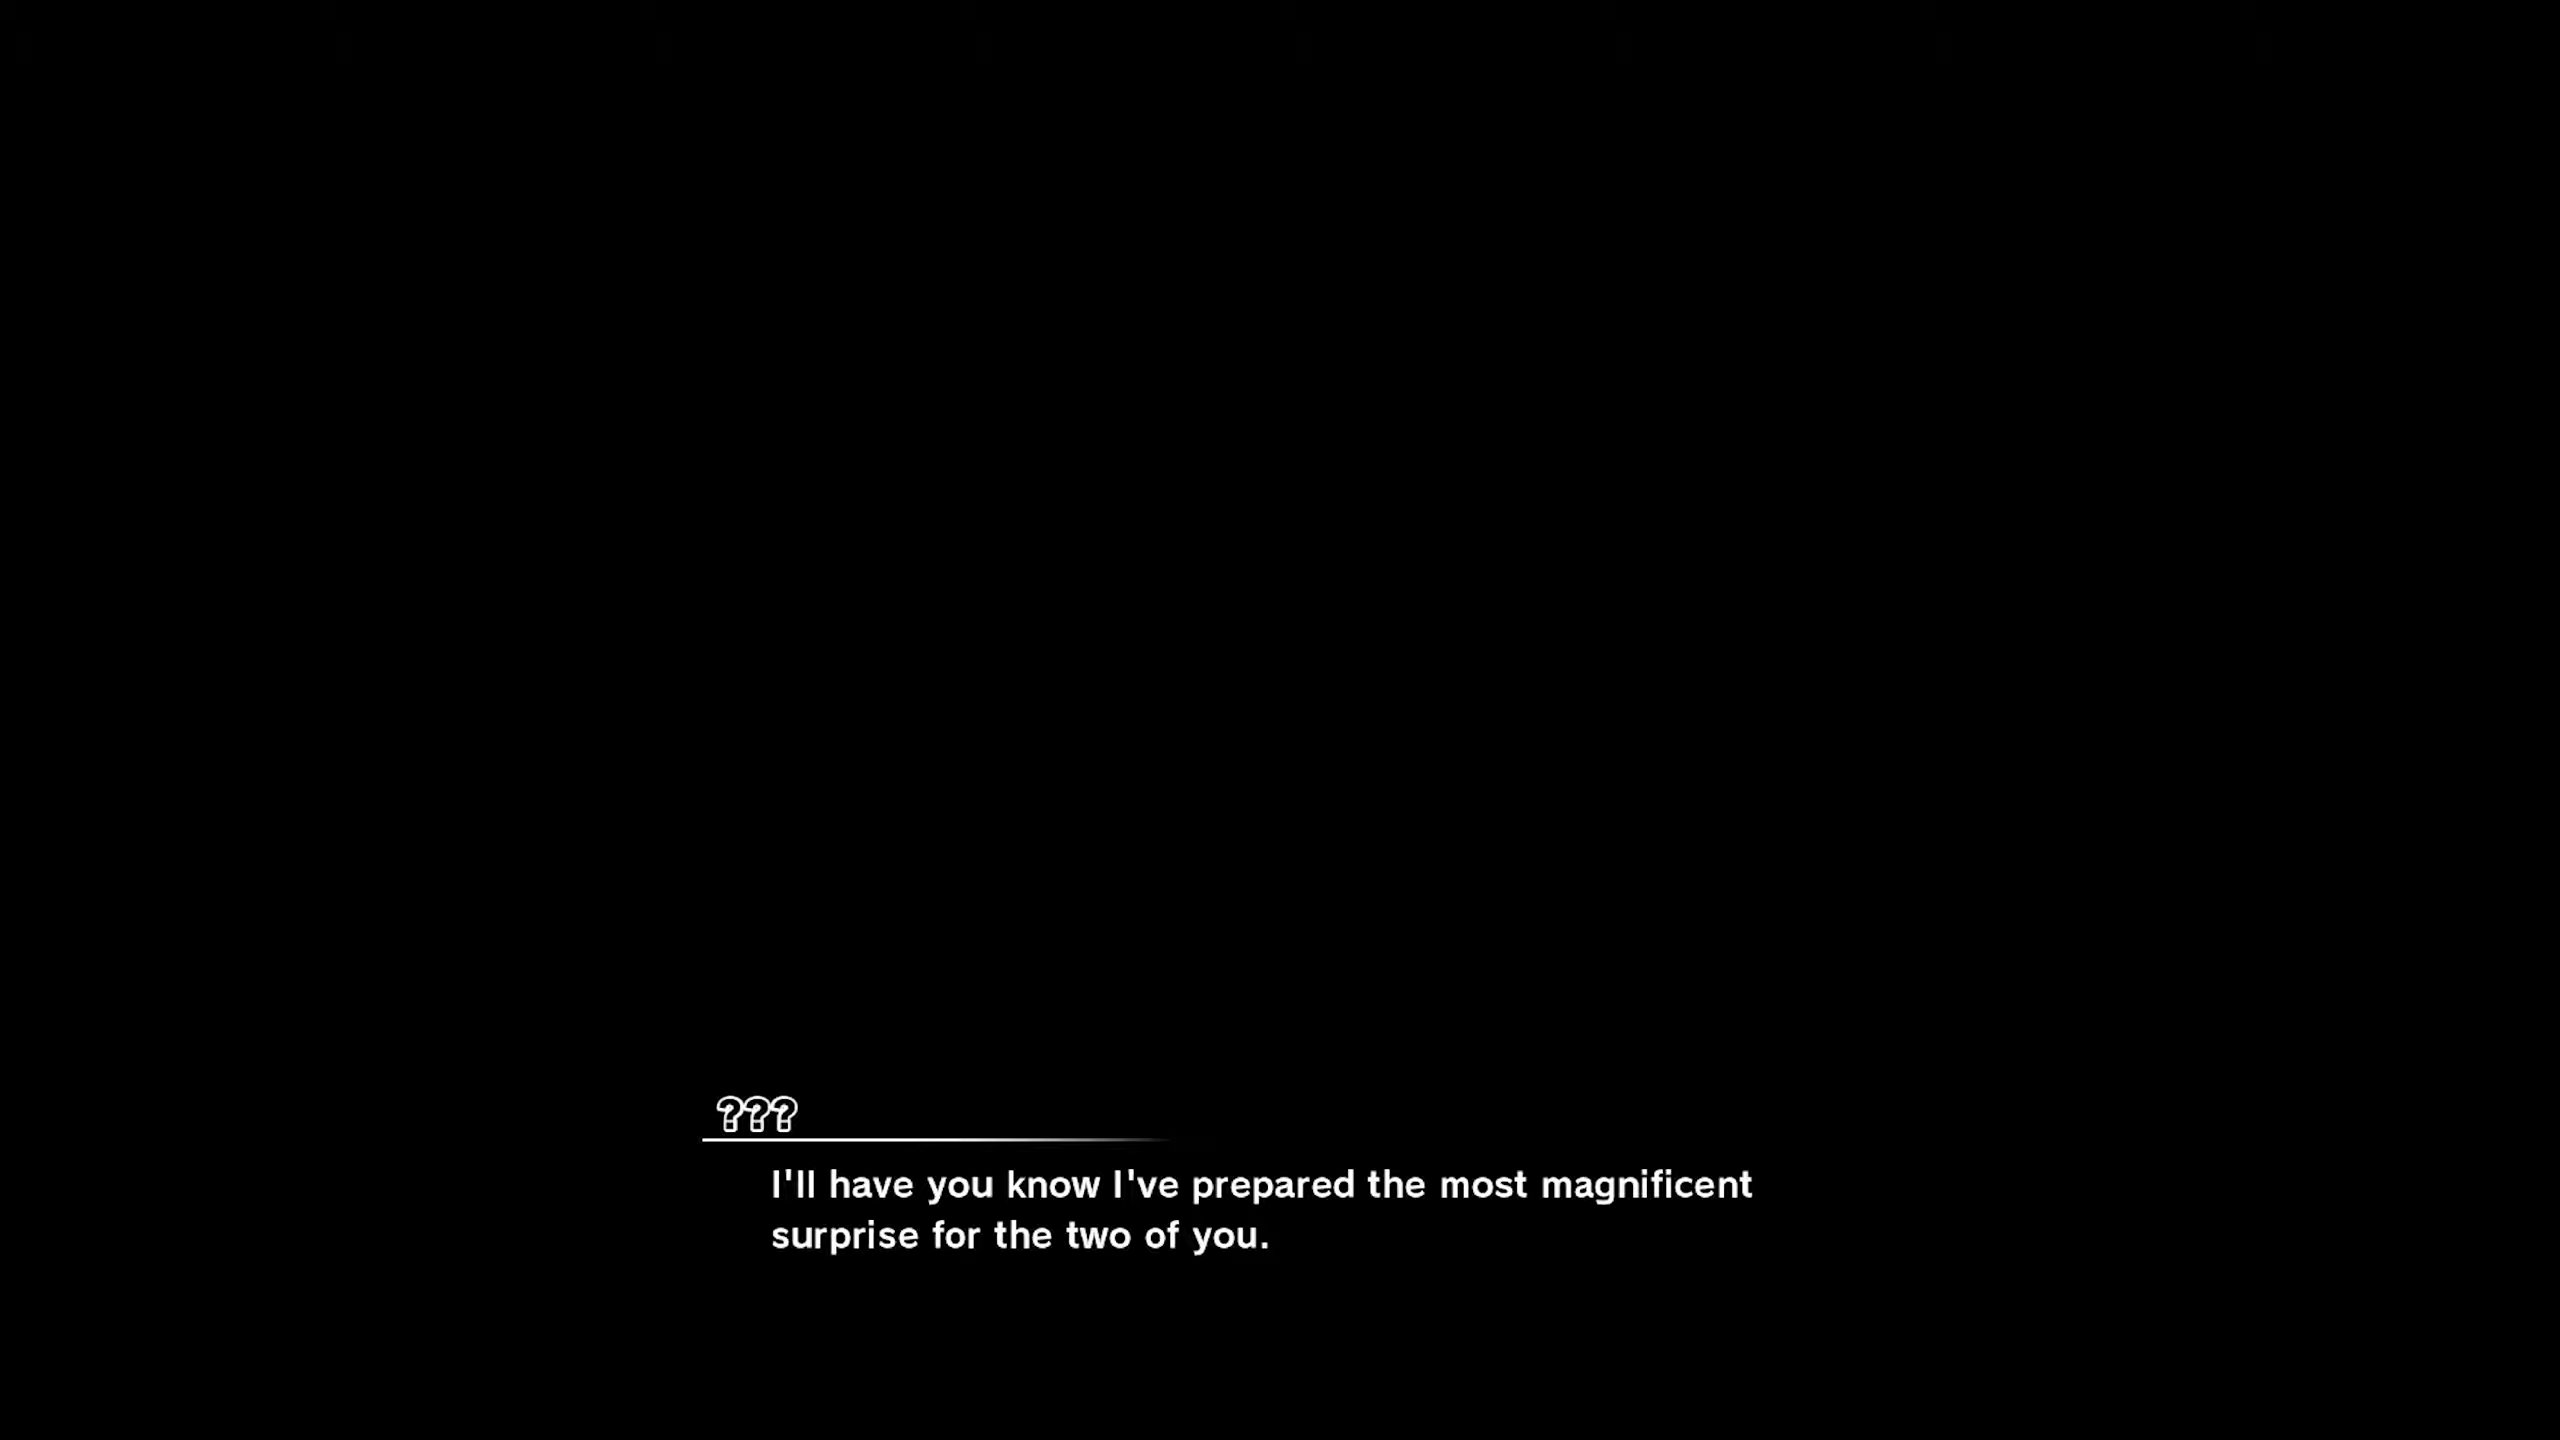 ???
I'll have you know I've prepared the most magnificent
surprise for the two of you.